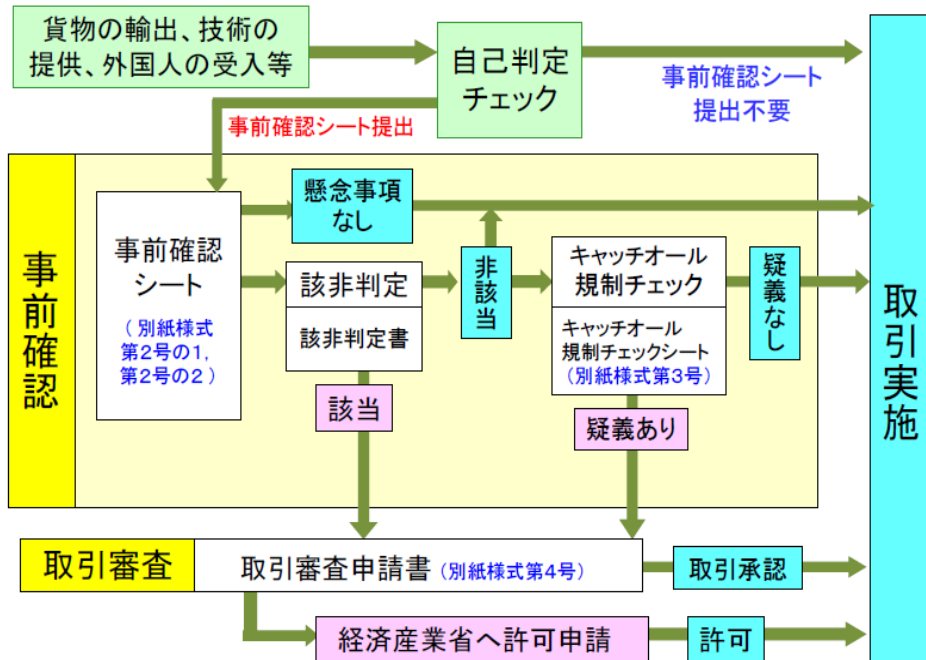 貨物の輸出、技術の
提供、外国人の受入等
自己判定
チェック
事前確認シート
提出不要
事前確認シート提出
事前確認
事前確認
シート
（別紙様式
第2号の1,
第2号の2）
懸念事項
なし
該非判定
該非判定書
非該当
キャッチオール
規制チェック
キャッチオール
規制チェックシート
（別紙様式第3号）
疑義なし
該当
疑義あり
取引実施
取引審査
取引審査申請書（別紙様式第4号）
取引承認
経済産業省へ許可申請
許可